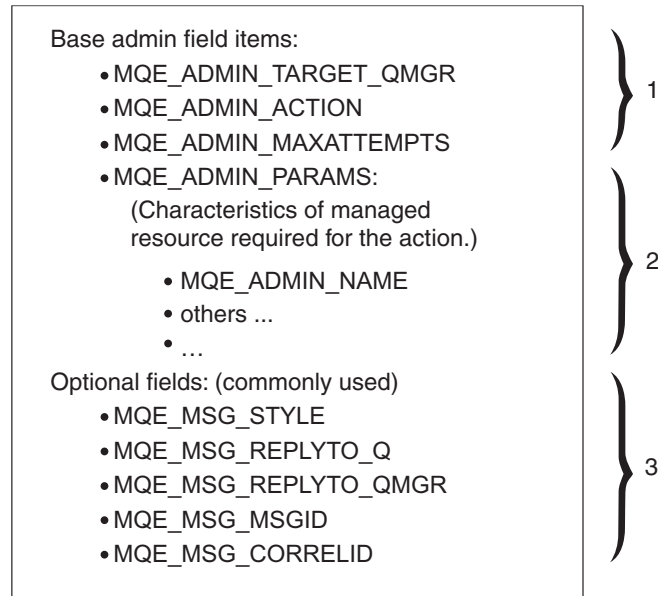 Base admin field items:
• MQE_ADMIN_TARGET_QMGR
• MQE_ADMIN_ACTION
• MQE_ADMIN_MAXATTEMPTS
1
• MQE_ADMIN_PARAMS:
(Characteristics of managed
resource required for the action.)
• MQE_ADMIN_NAME
• others ...
• ...
2
Optional fields: (commonly used)
• MQE_MSG_STYLE
• MQE_MSG_REPLYTO_Q
• MQE_MSG_REPLYTO_QMGR
• MQE_MSG_MSGID
• MQE_MSG_CORRELID
3